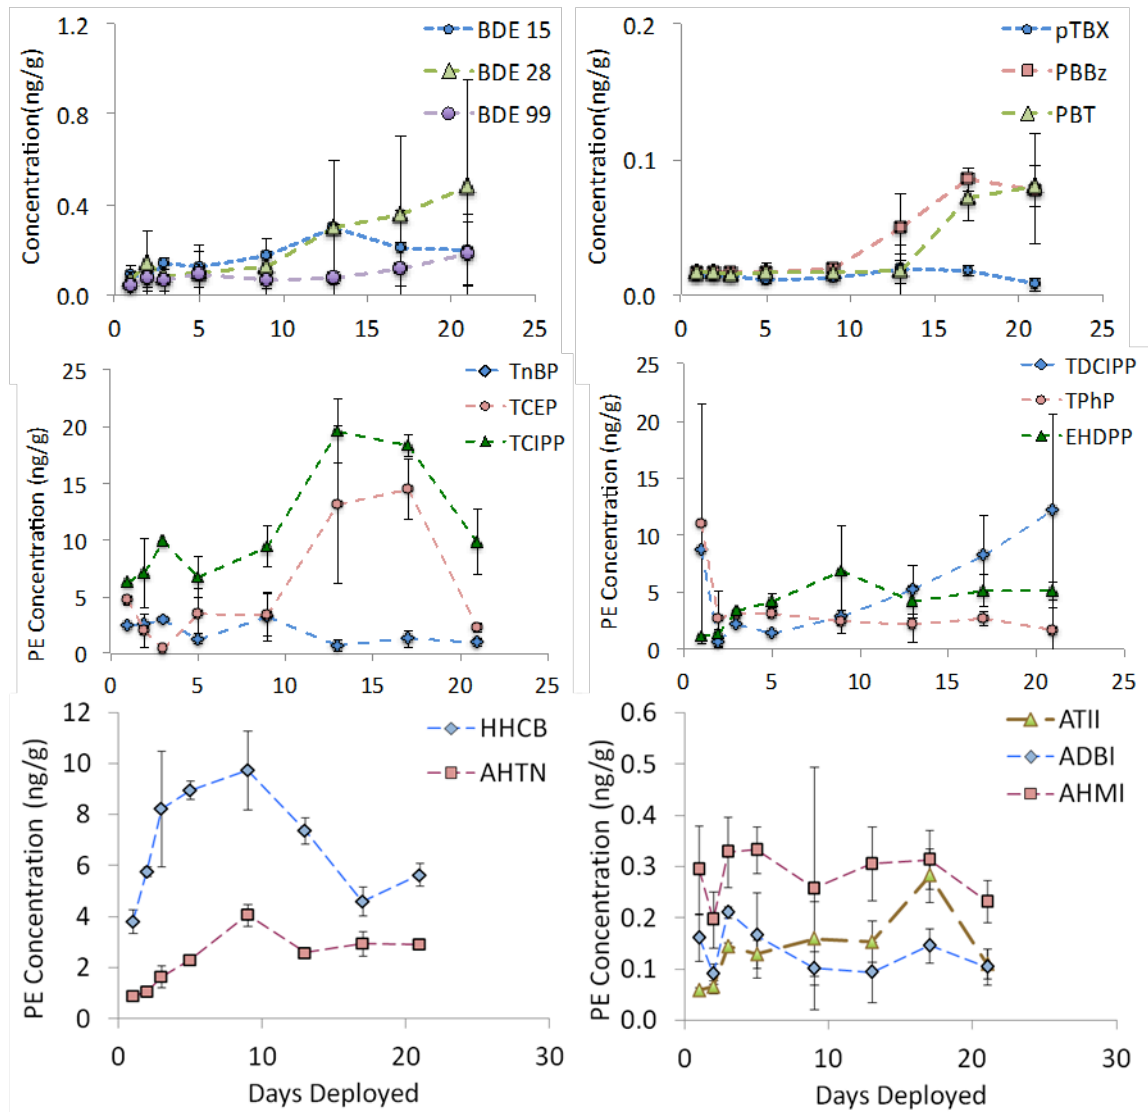 Concentration(ng/g)
1.2
0.8
0.4
0.0
0 5 10 15 20 25
BDE 15
BDE 28
BDE 99
Concentration(ng/g)
0.2
0.1
0.0
0 5 10 15 20 25
pTBX
PBBz
PBT
PE Concentration (ng/g)
25
20
15
10
5
0
0 5 10 15 20 25
TnBP
TCEP
TCIPP
PE Concentration (ng/g)
25
20
15
10
5
0
0 5 10 15 20 25
TDCIPP
TPhP
EHDPP
PE Concentration (ng/g)
12
10
8
6
4
2
0
0 10 20 30
Days Deployed
HHCB
AHTN
PE Concentration (ng/g)
0.6
0.5
0.4
0.3
0.2
0.1
0.0
0 10 20 30
Days Deployed
ATII
ADBI
AHMI